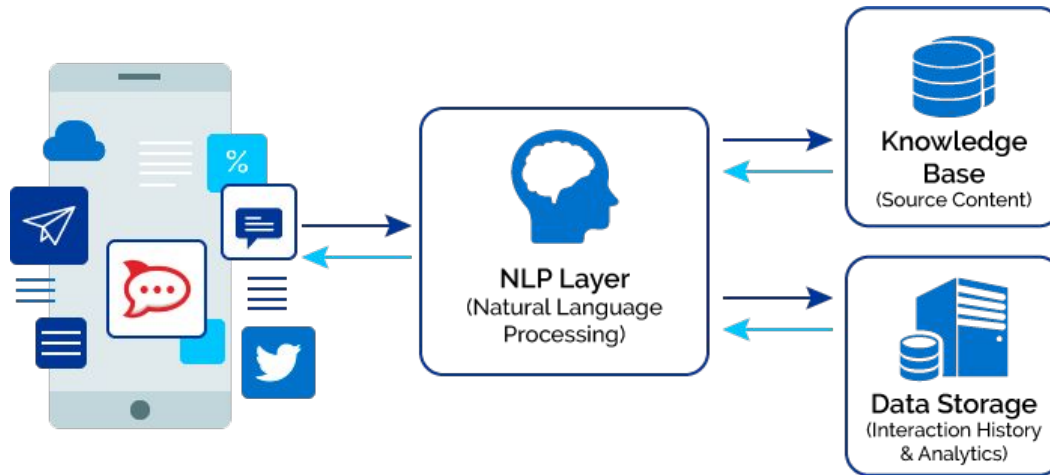 %
NLP Layer
(Natural Language
Processing)
Knowledge
Base
(Source Content)
Data Storage
(Interaction History
& Analytics)